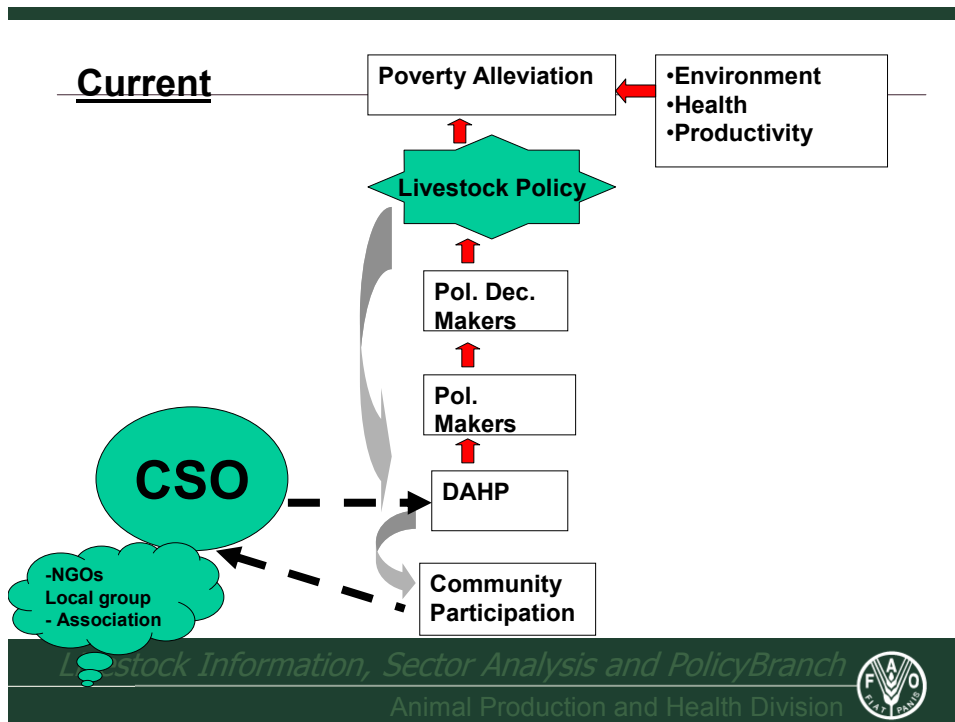 Current
Poverty Alleviation
•Environment
•Health
•Productivity
Livestock Policy
Pol. Dec.
Makers
Pol.
Makers
DAHP
CSO
-NGOs
Local group
- Association
Community
Participation
Livestock Information, Sector Analysis and PolicyBranch
Animal Production and Health Division
F A O
FIAT PANIS